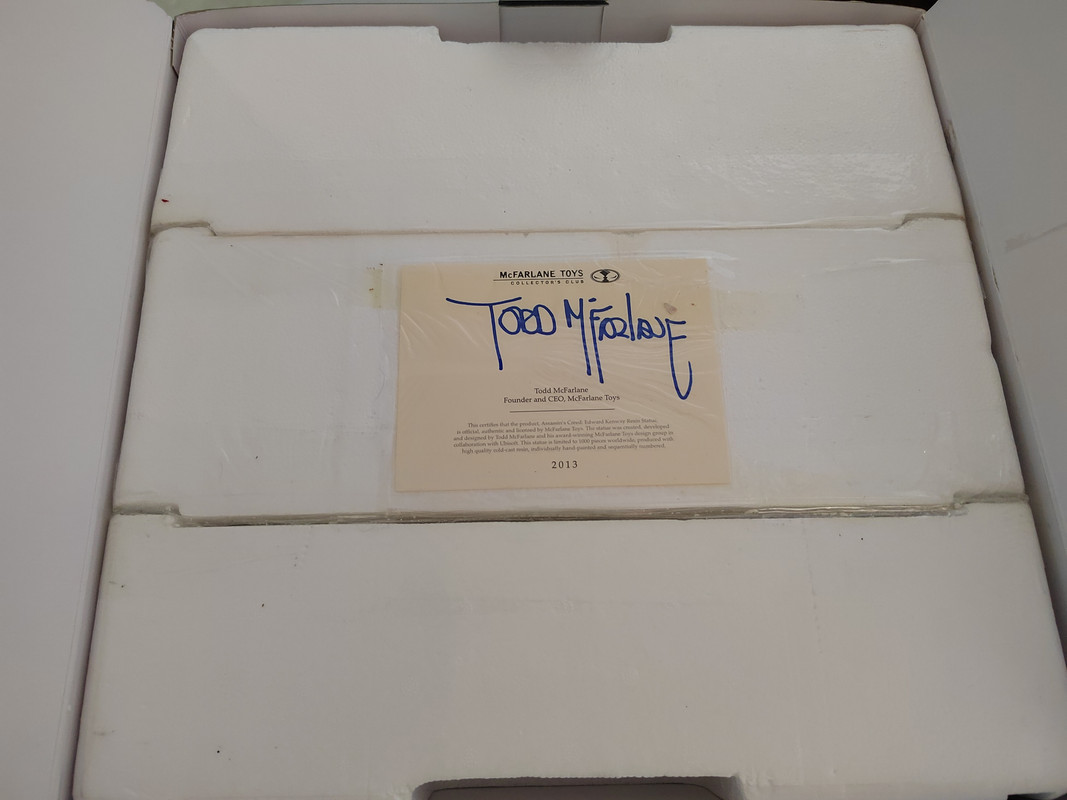 McFARLANE TOYS
COLLECTOR'S CLUB
TODD McFARLANE
Todd McFarlane
Founder and CEO, McFarlane Toys
This certifies that the product, Assassin's Creed: Edward Kenway Resin Statue,
is official, authentic and licensed by McFarlane Toys. The statue was created, developed
and designed by Todd McFarlane and his award-winning McFarlane Toys design group in
collaboration with Ubisoft. This statue is limited to 1000 pieces worldwide, produced with
high quality cold-cast resin, individually hand-painted and sequentially numbered.
2013